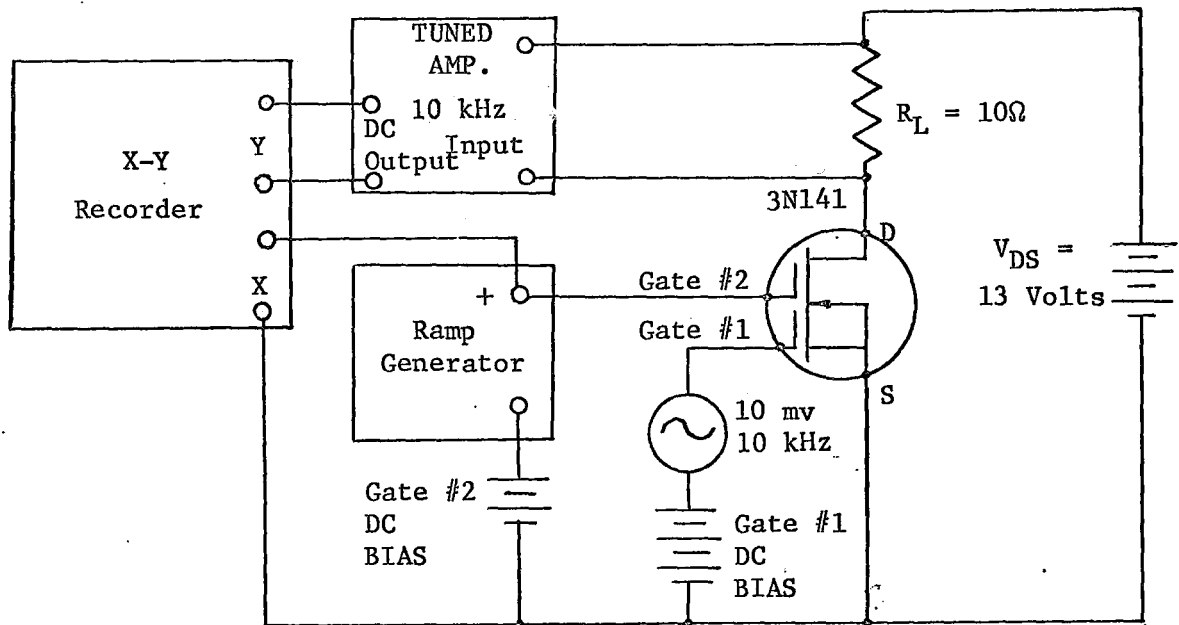 TUNED
AMP.
10 kHz
DC
Input
Output
X-Y
Recorder
Y
X
R_L = 10Ω
3N141
D
V_DS =
13 Volts
Gate #2
Gate #1
+
Ramp
Generator
S
10 mv
10 kHz
Gate #2
DC
BIAS
Gate #1
DC
BIAS